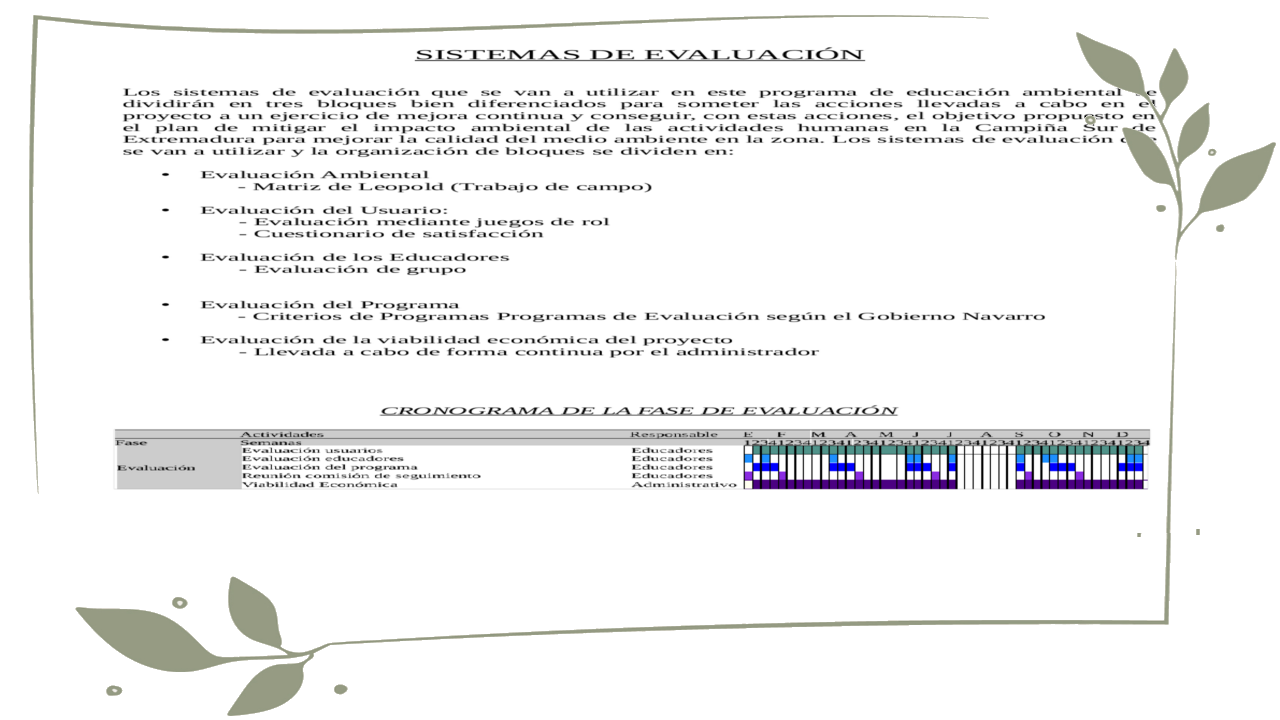 SISTEMAS DE EVALUACIÓN
Los sistemas de evaluación que se van a utilizar en este programa de educación ambiental se
dividirán en tres bloques bien diferenciados para someter las acciones llevadas a cabo en el
proyecto a un ejercicio de mejora continua y conseguir, con estas acciones, el objetivo propuesto en
el plan de mitigar el impacto ambiental de las actividades humanas en la Campiña Sur de
Extremadura para mejorar la calidad del medio ambiente en la zona. Los sistemas de evaluación que
se van a utilizar y la organización de bloques se dividen en:
• Evaluación Ambiental
- Matriz de Leopold (Trabajo de campo)
• Evaluación del Usuario:
- Evaluación mediante juegos de rol
- Cuestionario de satisfacción
• Evaluación de los Educadores
- Evaluación de grupo
• Evaluación del Programa
- Criterios de Programas Programas de Evaluación según el Gobierno Navarro
• Evaluación de la viabilidad económica del proyecto
- Llevada a cabo de forma continua por el administrador
CRONOGRAMA DE LA FASE DE EVALUACIÓN
Actividades Responsable E F M A M J J A S O N D
Fase Semanas 1234 1234 1234 1234 1234 1234 1234 1234 1234 1234 1234 1234
Evaluación usuarios Educadores
Evaluación educadores Educadores
Evaluación Evaluación del programa Educadores
Reunión comisión de seguimiento Educadores
Viabilidad Económica Administrativo